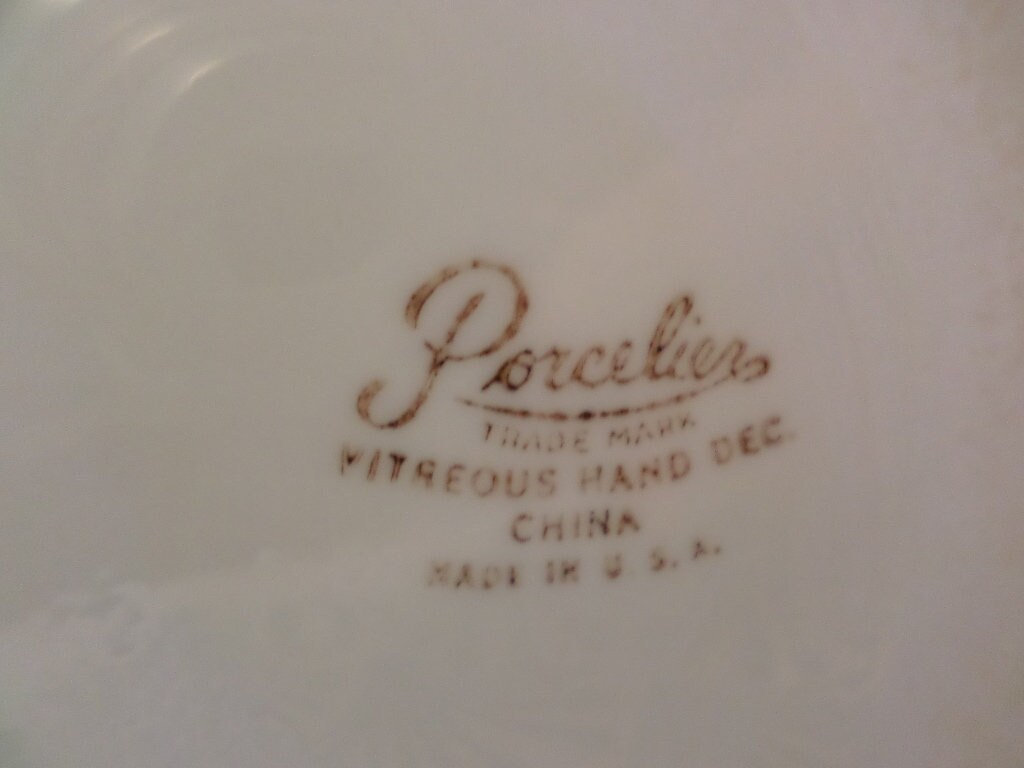 Porcelier
TRADE MARK
VITREOUS HAND DEC.
CHINA
MADE IN U. S. A.